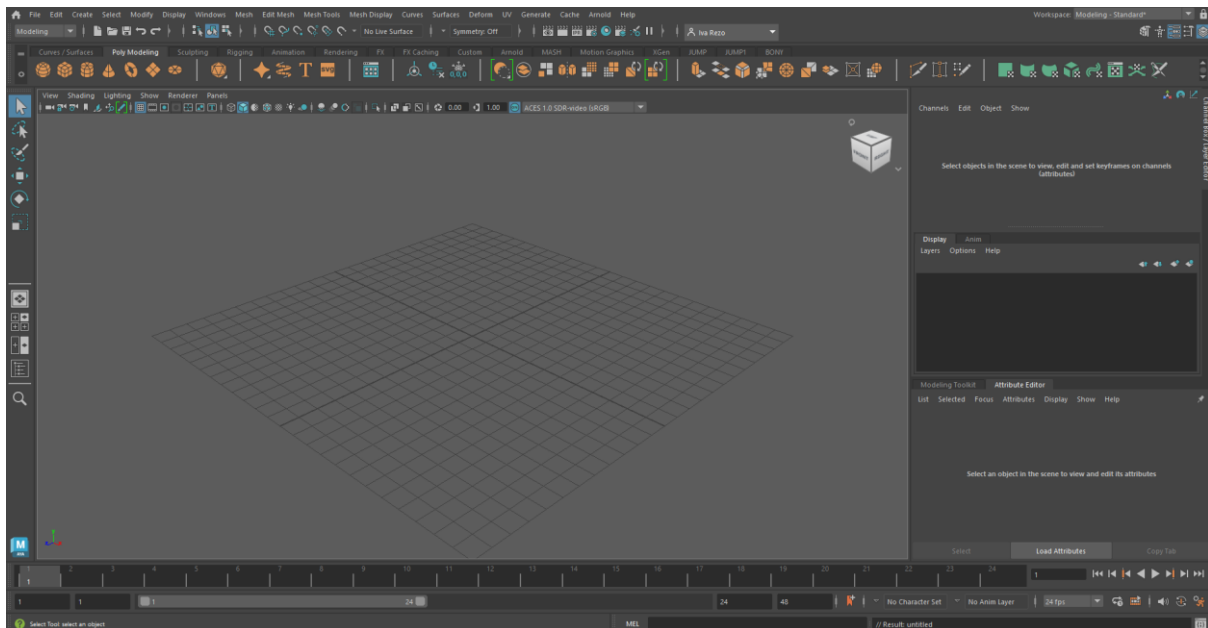 File Edit Create Select Modify Display Windows Mesh Edit Mesh Mesh Tools Mesh Display Curves Surfaces Deform UV Generate Cache Arnold Help Workspace: Modeling - Standard*
Modeling No Live Surface Symmetry: Off Iva Rezo
Curves / Surfaces Poly Modeling Sculpting Rigging Animation Rendering FX FX Caching Custom Arnold MASH Motion Graphics XGen JUMP JUMP1 BONY
View Shading Lighting Show Renderer Panels
0.00 1.00 ACES 1.0 SDR-video (sRGB)
Channels Edit Object Show
Channel Box / Layer Editor
Select objects in the scene to view, edit and set keyframes on channels
(attributes)
Display Anim
Layers Options Help
Modeling Toolkit Attribute Editor
List Selected Focus Attributes Display Show Help
Select an object in the scene to view and edit its attributes
Select Load Attributes Copy Tab
M
1 2 3 4 5 6 7 8 9 10 11 12 13 14 15 16 17 18 19 20 21 22 23 24
1 1
1 1 1 24 24 48 No Character Set No Anim Layer 24 fps
Select Tool: select an object MEL // Result: untitled